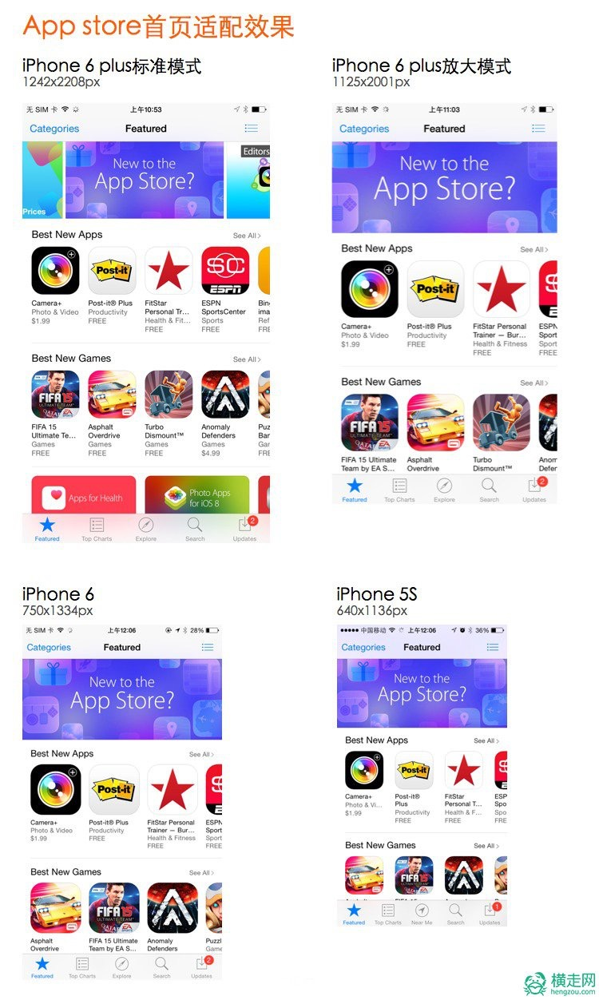 App store首页适配效果
iPhone 6 plus标准模式
1242x2208px
无 SIM 卡
上午10:53
Categories
Featured
New to the
App Store?
Editors
Prices
Best New Apps
See All >
Post-it
SC
ESPN
Camera+
Photo & Video
$1.99
Post-it® Plus
Productivity
FREE
FitStar
Personal Tr...
Health & Fit...
FREE
ESPN
SportsCenter
Sports
FREE
Bin
ima
Ref
FRE
Best New Games
See All >
FIFA 15
ULTIMATE TEAM
EA
FIFA 15
Ultimate Te...
Games
FREE
Asphalt
Overdrive
Games
FREE
Turbo
Dismount™
Games
FREE
Anomaly
Defenders
Games
$4.99
Puz
Bar
Gam
FRE
Apps for Health
Photo Apps
for iOS 8
2
Featured
Top Charts
Explore
Search
Updates
iPhone 6 plus放大模式
1125x2001px
无 SIM 卡
上午11:03
Categories
Featured
New to the
App Store?
Best New Apps
See All >
Post-it
Camera+
Photo & Video
$1.99
Post-it® Plus
Productivity
FREE
FitStar Personal
Trainer — Bur...
Health & Fitness
FREE
ESPN
Sport
Sport
FREE
Best New Games
See All >
FIFA 15
ULTIMATE TEAM
EA SPORTS
FIFA 15 Ultimate
Team by EA S...
Asphalt
Overdrive
Turbo
Dismount™
Anom
Defer
2
Featured
Top Charts
Explore
Search
Updates
iPhone 6
750x1334px
无 SIM 卡
上午12:06
28%
Categories
Featured
New to the
App Store?
Best New Apps
See All >
Post-it
Camera+
Photo & Video
$1.99
Post-it® Plus
Productivity
FREE
FitStar Personal
Trainer — Bur...
Health & Fitness
FREE
ESPN
Sport
Sport
FREE
Best New Games
See All >
FIFA 15
ULTIMATE TEAM
Asphalt
Overdrive
FIFA 15 Ultimate
Team by EA S...
Anomaly
Defenders
Puzzl
Game
2
Featured
Top Charts
Explore
Search
Updates
iPhone 5S
640x1136px
中国移动
上午12:06
36%
Categories
Featured
New to the
App Store?
Best New Apps
See All >
Post-it
Camera+
Photo & Vi...
$1.99
Post-it®
Plus
Productivity
FREE
FitStar
Personal T...
Health & F...
FREE
ESP
Spo
Spo
FRE
Best New Games
See All >
FIFA 15
ULTIMATE TEAM
1
Featured
Top Charts
Near Me
Search
Updates
横走网
hengzou.com